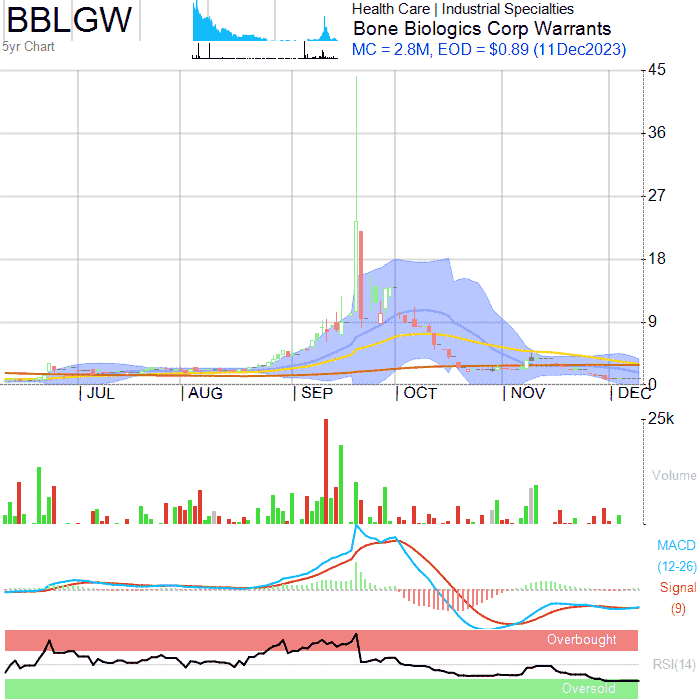 BBLGW
Health Care | Industrial Specialties
Bone Biologics Corp Warrants
5yr Chart
MC = 2.8M, EOD = $0.89 (11Dec2023)
45
36
27
18
9
0
JUL AUG SEP OCT NOV DEC
25k
Volume
MACD
(12-26)
Signal
(9)
Overbought
RSI(14)
Oversold